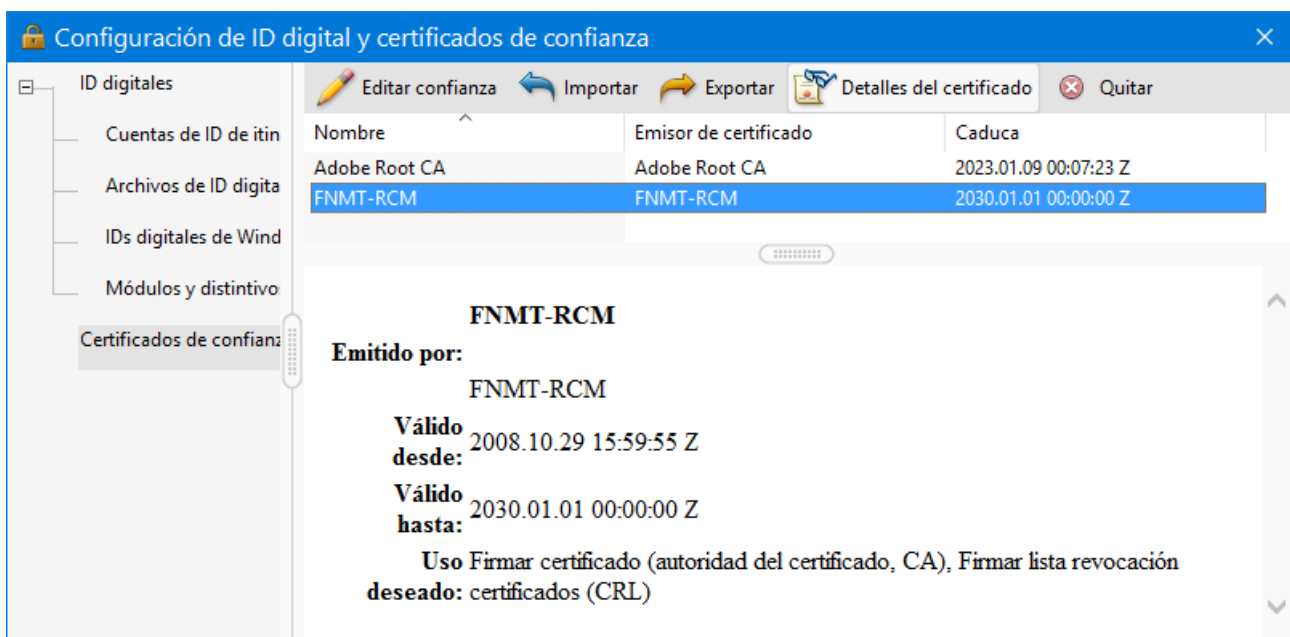 Configuración de ID digital y certificados de confianza
ID digitales
Cuentas de ID de itin
Archivos de ID digita
IDs digitales de Wind
Módulos y distintivo
Certificados de confianz
Editar confianza Importar Exportar Detalles del certificado Quitar
Nombre Emisor de certificado Caduca
Adobe Root CA Adobe Root CA 2023.01.09 00:07:23 Z
FNMT-RCM FNMT-RCM 2030.01.01 00:00:00 Z
FNMT-RCM
Emitido por:
FNMT-RCM
Válido
desde: 2008.10.29 15:59:55 Z
Válido
hasta: 2030.01.01 00:00:00 Z
Uso Firmar certificado (autoridad del certificado, CA), Firmar lista revocación
deseado: certificados (CRL)